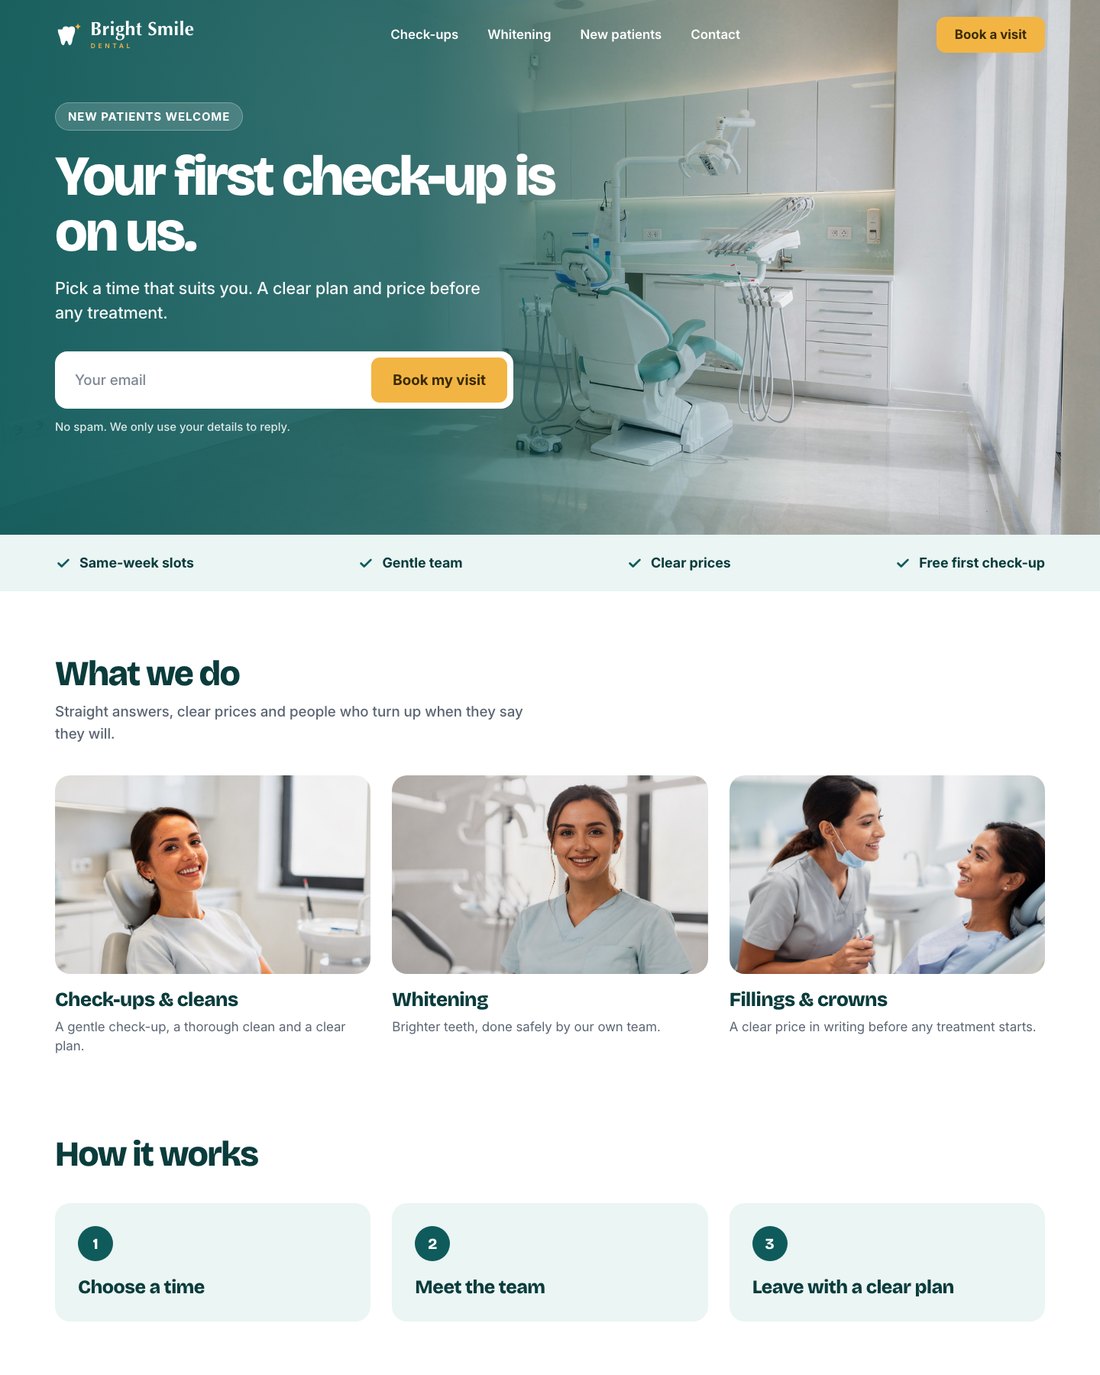 Bright Smile
DENTAL
Check-ups
Whitening
New patients
Contact
Book a visit
NEW PATIENTS WELCOME
Your first check-up is
on us.
Pick a time that suits you. A clear plan and price before
any treatment.
Your email
Book my visit
No spam. We only use your details to reply.
Same-week slots
Gentle team
Clear prices
Free first check-up
What we do
Straight answers, clear prices and people who turn up when they say
they will.
Check-ups & cleans
A gentle check-up, a thorough clean and a clear
plan.
Whitening
Brighter teeth, done safely by our own team.
Fillings & crowns
A clear price in writing before any treatment starts.
How it works
1
Choose a time
2
Meet the team
3
Leave with a clear plan